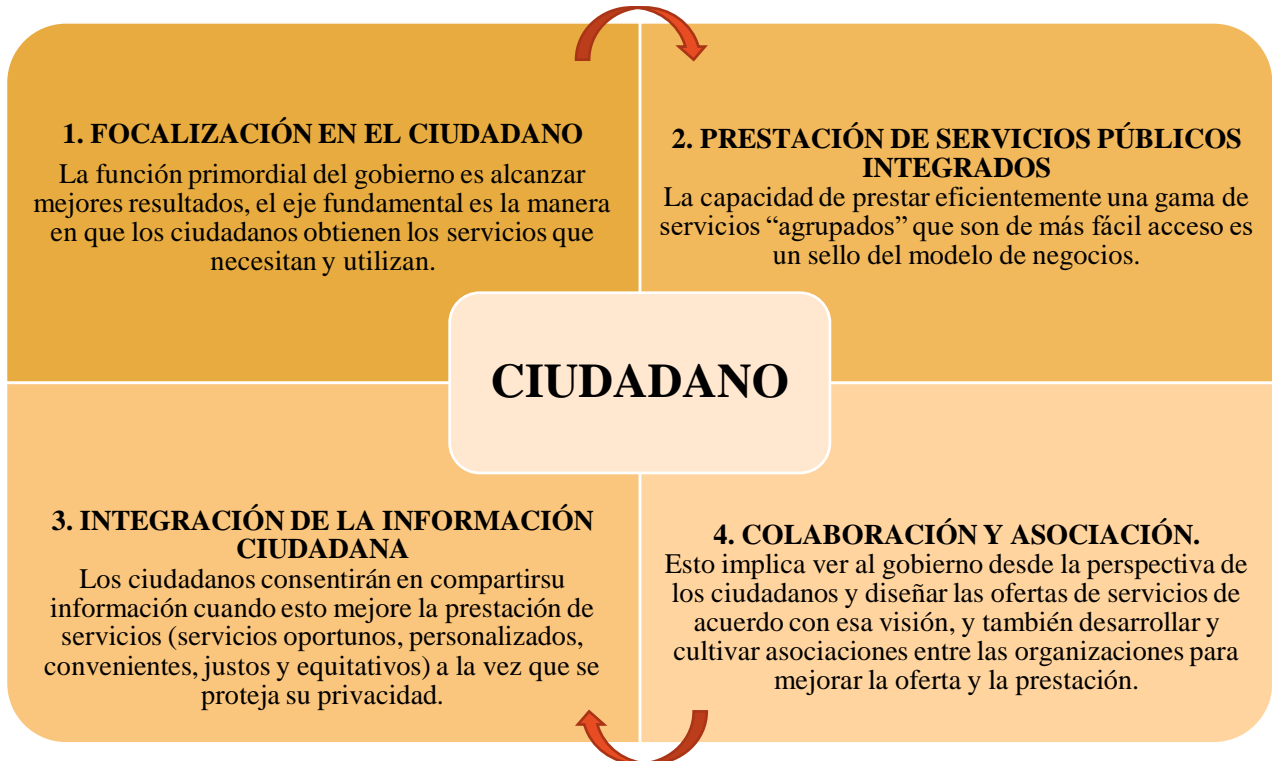 1. FOCALIZACIÓN EN EL CIUDADANO
La función primordial del gobierno es alcanzar
mejores resultados, el eje fundamental es la manera
en que los ciudadanos obtienen los servicios que
necesitan y utilizan.
2. PRESTACIÓN DE SERVICIOS PÚBLICOS
INTEGRADOS
La capacidad de prestar eficientemente una gama de
servicios “agrupados” que son de más fácil acceso es
un sello del modelo de negocios.
CIUDADANO
3. INTEGRACIÓN DE LA INFORMACIÓN
CIUDADANA
Los ciudadanos consentirán en compartirsu
información cuando esto mejore la prestación de
servicios (servicios oportunos, personalizados,
convenientes, justos y equitativos) a la vez que se
proteja su privacidad.
4. COLABORACIÓN Y ASOCIACIÓN.
Esto implica ver al gobierno desde la perspectiva de
los ciudadanos y diseñar las ofertas de servicios de
acuerdo con esa visión, y también desarrollar y
cultivar asociaciones entre las organizaciones para
mejorar la oferta y la prestación.